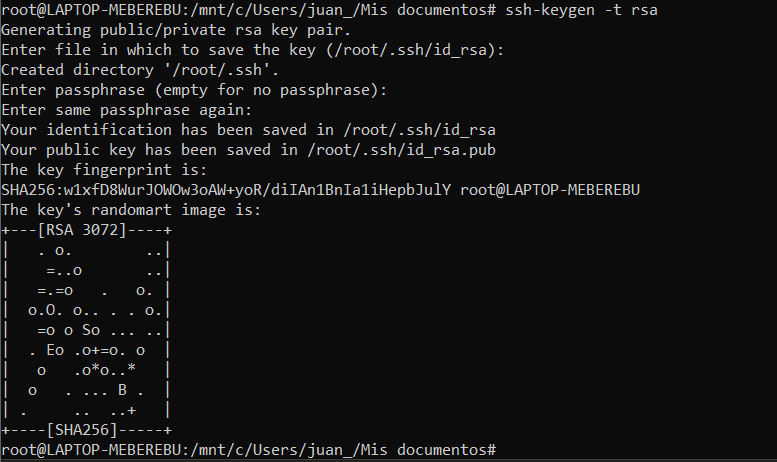 root@LAPTOP-MEBEREBU:/mnt/c/Users/juan_/Mis documentos# ssh-keygen -t rsa
Generating public/private rsa key pair.
Enter file in which to save the key (/root/.ssh/id_rsa):
Created directory '/root/.ssh'.
Enter passphrase (empty for no passphrase):
Enter same passphrase again:
Your identification has been saved in /root/.ssh/id_rsa
Your public key has been saved in /root/.ssh/id_rsa.pub
The key fingerprint is:
SHA256:w1xfD8WurJOWOw3oAW+yoR/diIAn1BnIa1iHepbJulY root@LAPTOP-MEBEREBU
The key's randomart image is:
+---[RSA 3072]----+
|   . o.        ..|
|    =..o       ..|
|   =.=o   .   o. |
|  o.O. o.. . . o.|
|   =o o So ... ..|
|  . Eo .o+=o. o  |
|   o   .o*o..*   |
|  o   . ... B .  |
| .     ..  ..+   |
+----[SHA256]-----+
root@LAPTOP-MEBEREBU:/mnt/c/Users/juan_/Mis documentos#